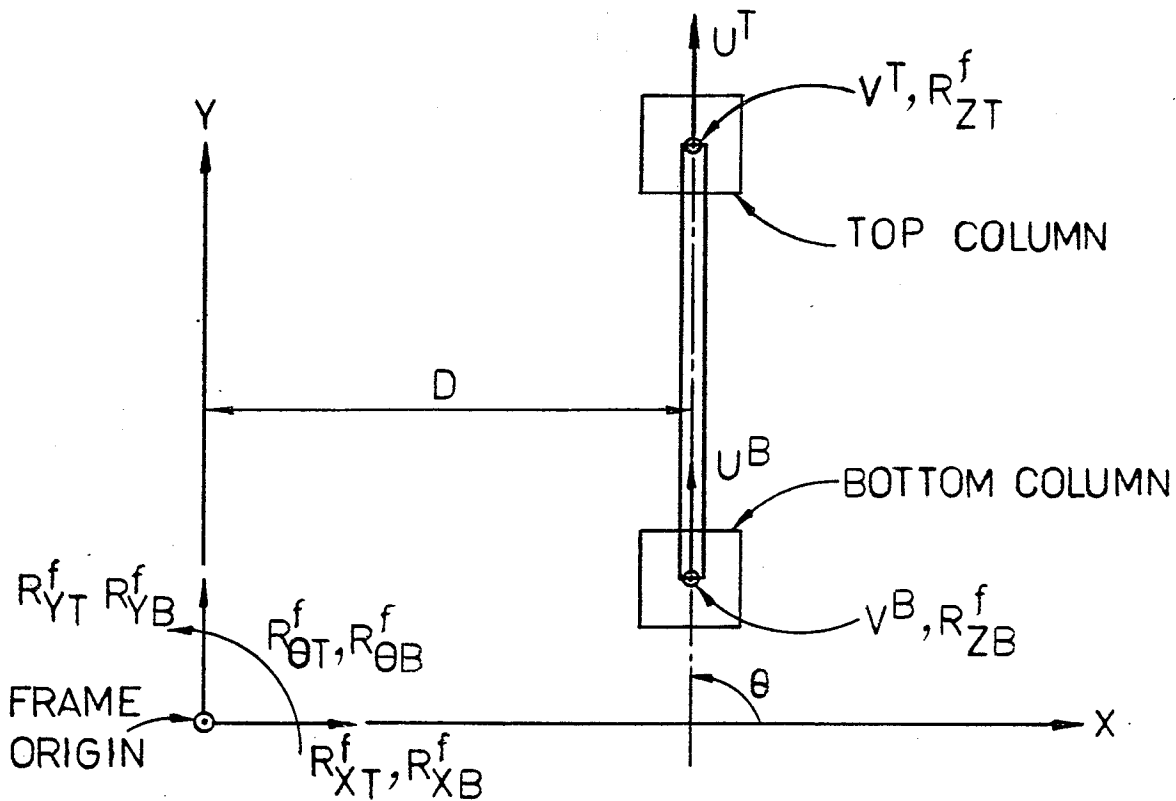 U^T
V^T, R^f_ZT
Y
TOP COLUMN
D
U^B
BOTTOM COLUMN
R^f_YT R^f_YB
R^f_θT, R^f_θB
V^B, R^f_ZB
θ
FRAME
ORIGIN
X
R^f_XT, R^f_XB